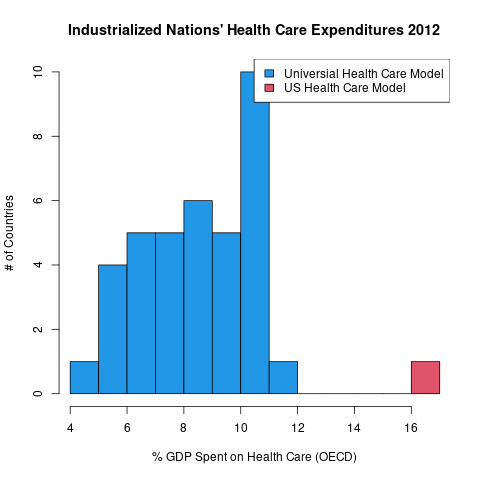 Industrialized Nations' Health Care Expenditures 2012
Universial Health Care Model
US Health Care Model
# of Countries
0
2
4
6
8
10
4
6
8
10
12
14
16
% GDP Spent on Health Care (OECD)